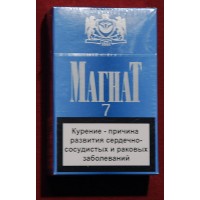 МАГНАТ
7
Курение - причина
развития сердечно-
сосудистых и раковых
заболеваний